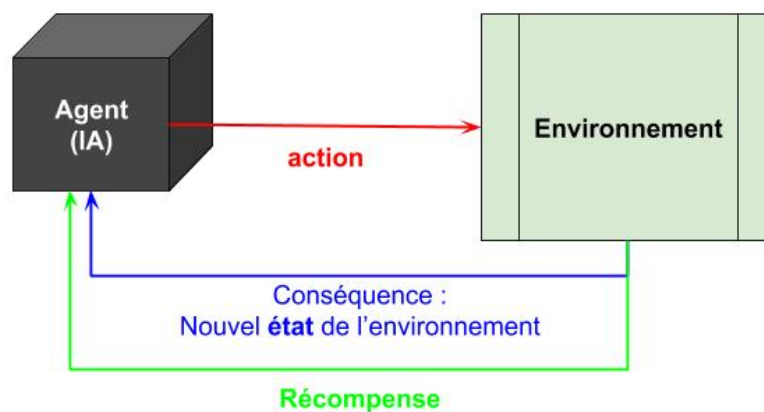 Agent
(IA)
Environnement
action
Conséquence :
Nouvel état de l'environnement
Récompense